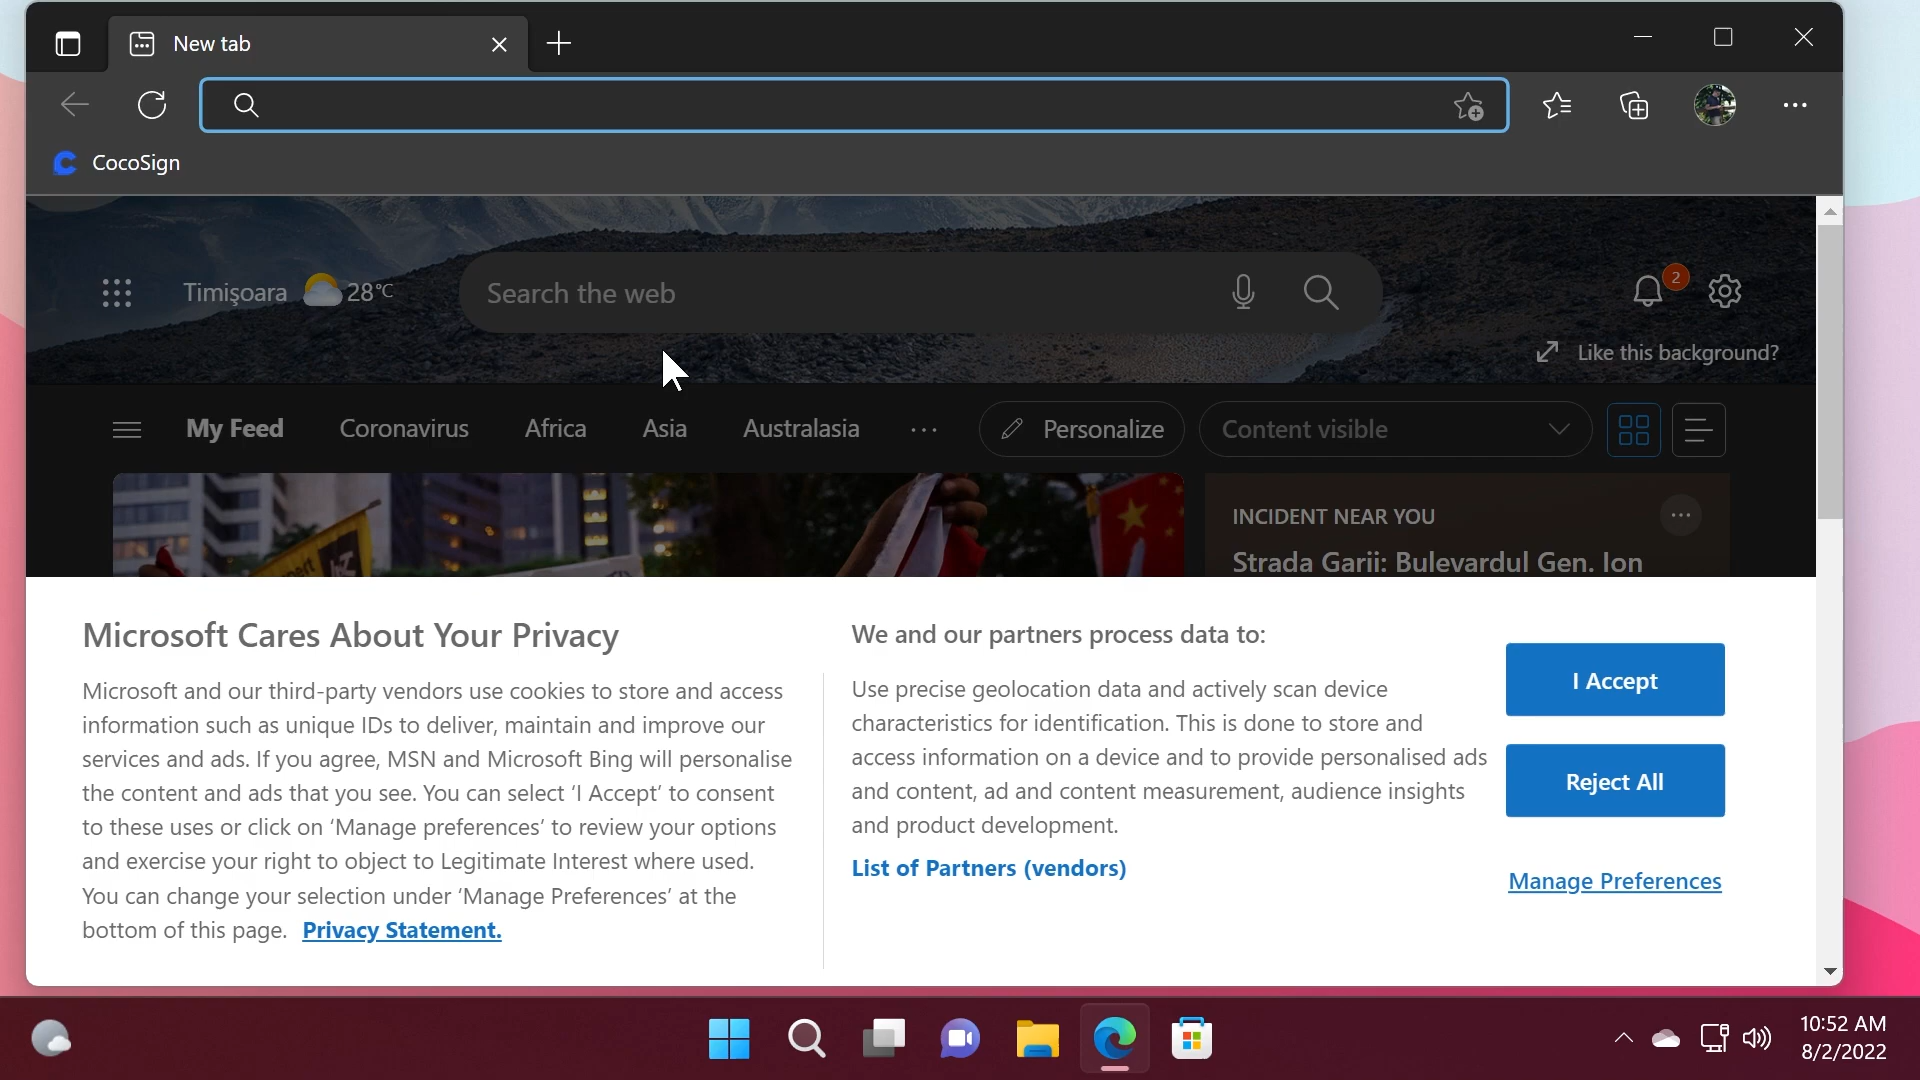 New tab
CocoSign
Timişoara 28°C
Search the web
2
Like this background?
My Feed
Coronavirus
Africa
Asia
Australasia
Personalize
Content visible
INCIDENT NEAR YOU
Strada Garii: Bulevardul Gen. Ion
Microsoft Cares About Your Privacy
Microsoft and our third-party vendors use cookies to store and access
information such as unique IDs to deliver, maintain and improve our
services and ads. If you agree, MSN and Microsoft Bing will personalise
the content and ads that you see. You can select 'I Accept' to consent
to these uses or click on 'Manage preferences' to review your options
and exercise your right to object to Legitimate Interest where used.
You can change your selection under 'Manage Preferences' at the
bottom of this page. Privacy Statement.
We and our partners process data to:
Use precise geolocation data and actively scan device
characteristics for identification. This is done to store and
access information on a device and to provide personalised ads
and content, ad and content measurement, audience insights
and product development.
List of Partners (vendors)
I Accept
Reject All
Manage Preferences
10:52 AM
8/2/2022